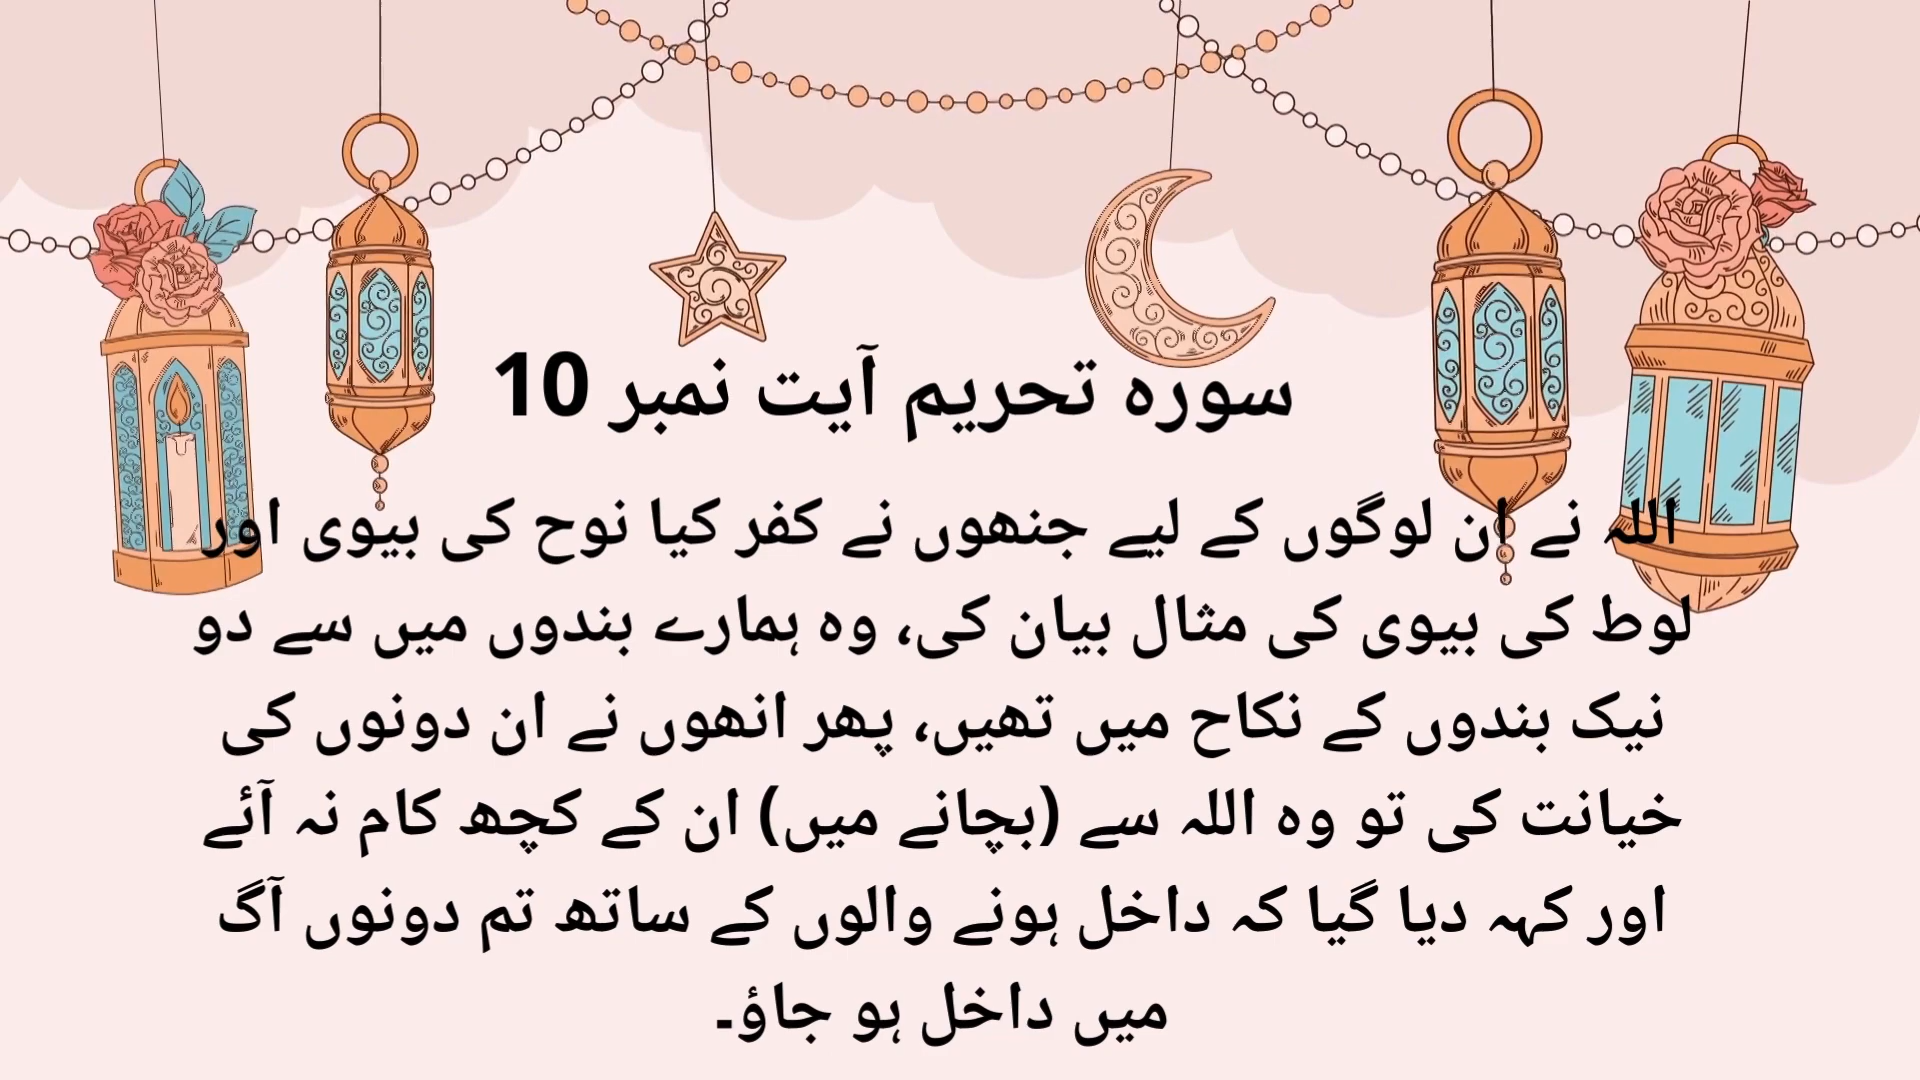 سورہ تحریم آیت نمبر 10
اللہ نے ان لوگوں کے لیے جنھوں نے کفر کیا نوح کی بیوی اور
لوط کی بیوی کی مثال بیان کی، وہ ہمارے بندوں میں سے دو
نیک بندوں کے نکاح میں تھیں، پھر انھوں نے ان دونوں کی
خیانت کی تو وہ اللہ سے (بچانے میں) ان کے کچھ کام نہ آئے
اور کہہ دیا گیا کہ داخل ہونے والوں کے ساتھ تم دونوں آگ
میں داخل ہو جاؤ۔